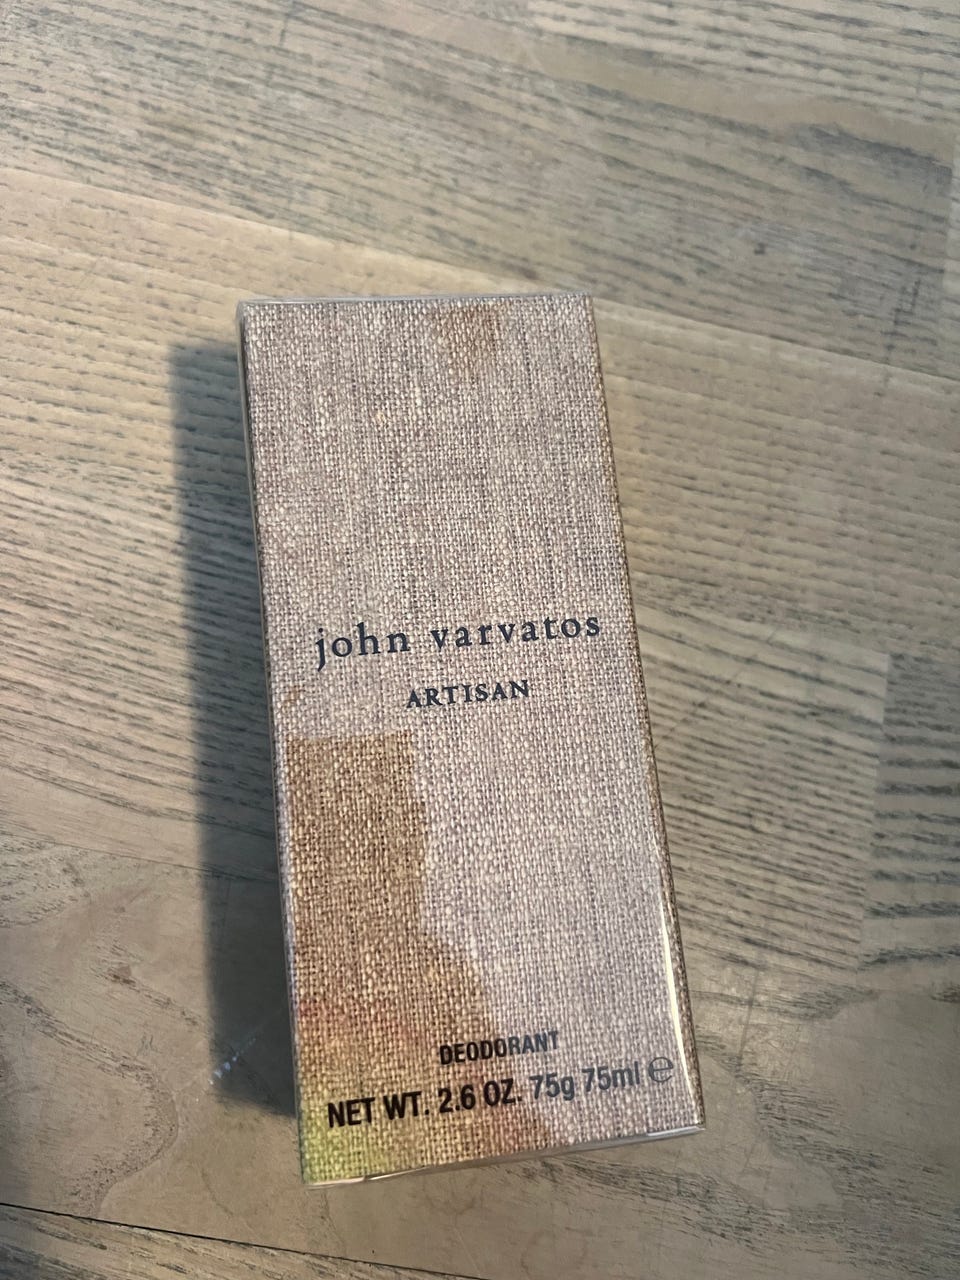 john varvatos
ARTISAN
DEODORANT
NET WT. 2.6 OZ. 75g 75ml ℮